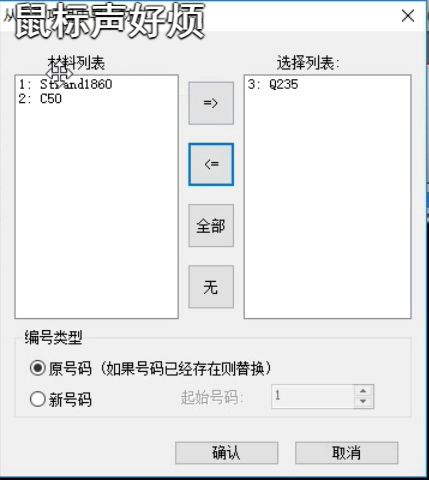 从
鼠标声好烦
材料列表
选择列表:
1: Strand1860
2: C50
3: Q235
=>
<=
全部
无
编号类型
原号码 (如果号码已经存在则替换)
新号码
起始号码:
1
确认
取消